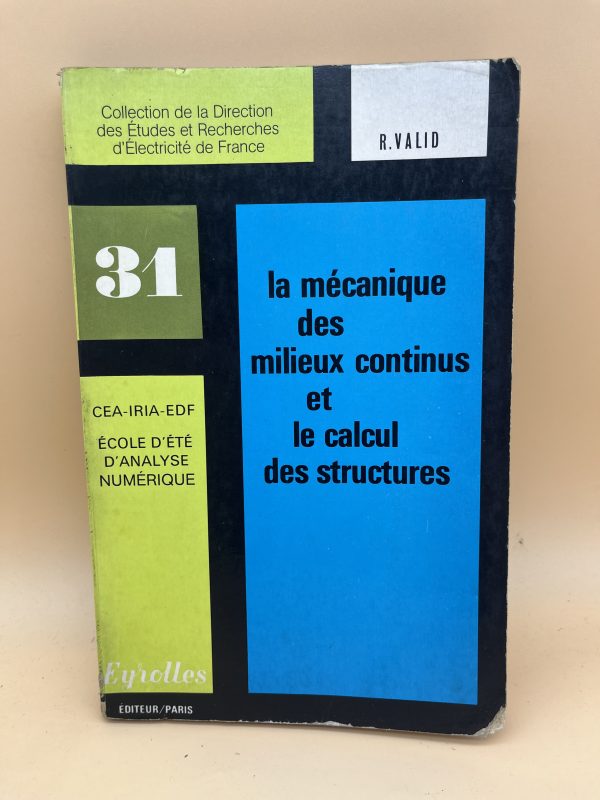 Collection de la Direction
des Études et Recherches
d'Électricité de France
R.VALID
31
la mécanique
des
milieux continus
et
le calcul
des structures
CEA-IRIA-EDF
ÉCOLE D'ÉTÉ
D'ANALYSE
NUMÉRIQUE
Eyrolles
ÉDITEUR/PARIS